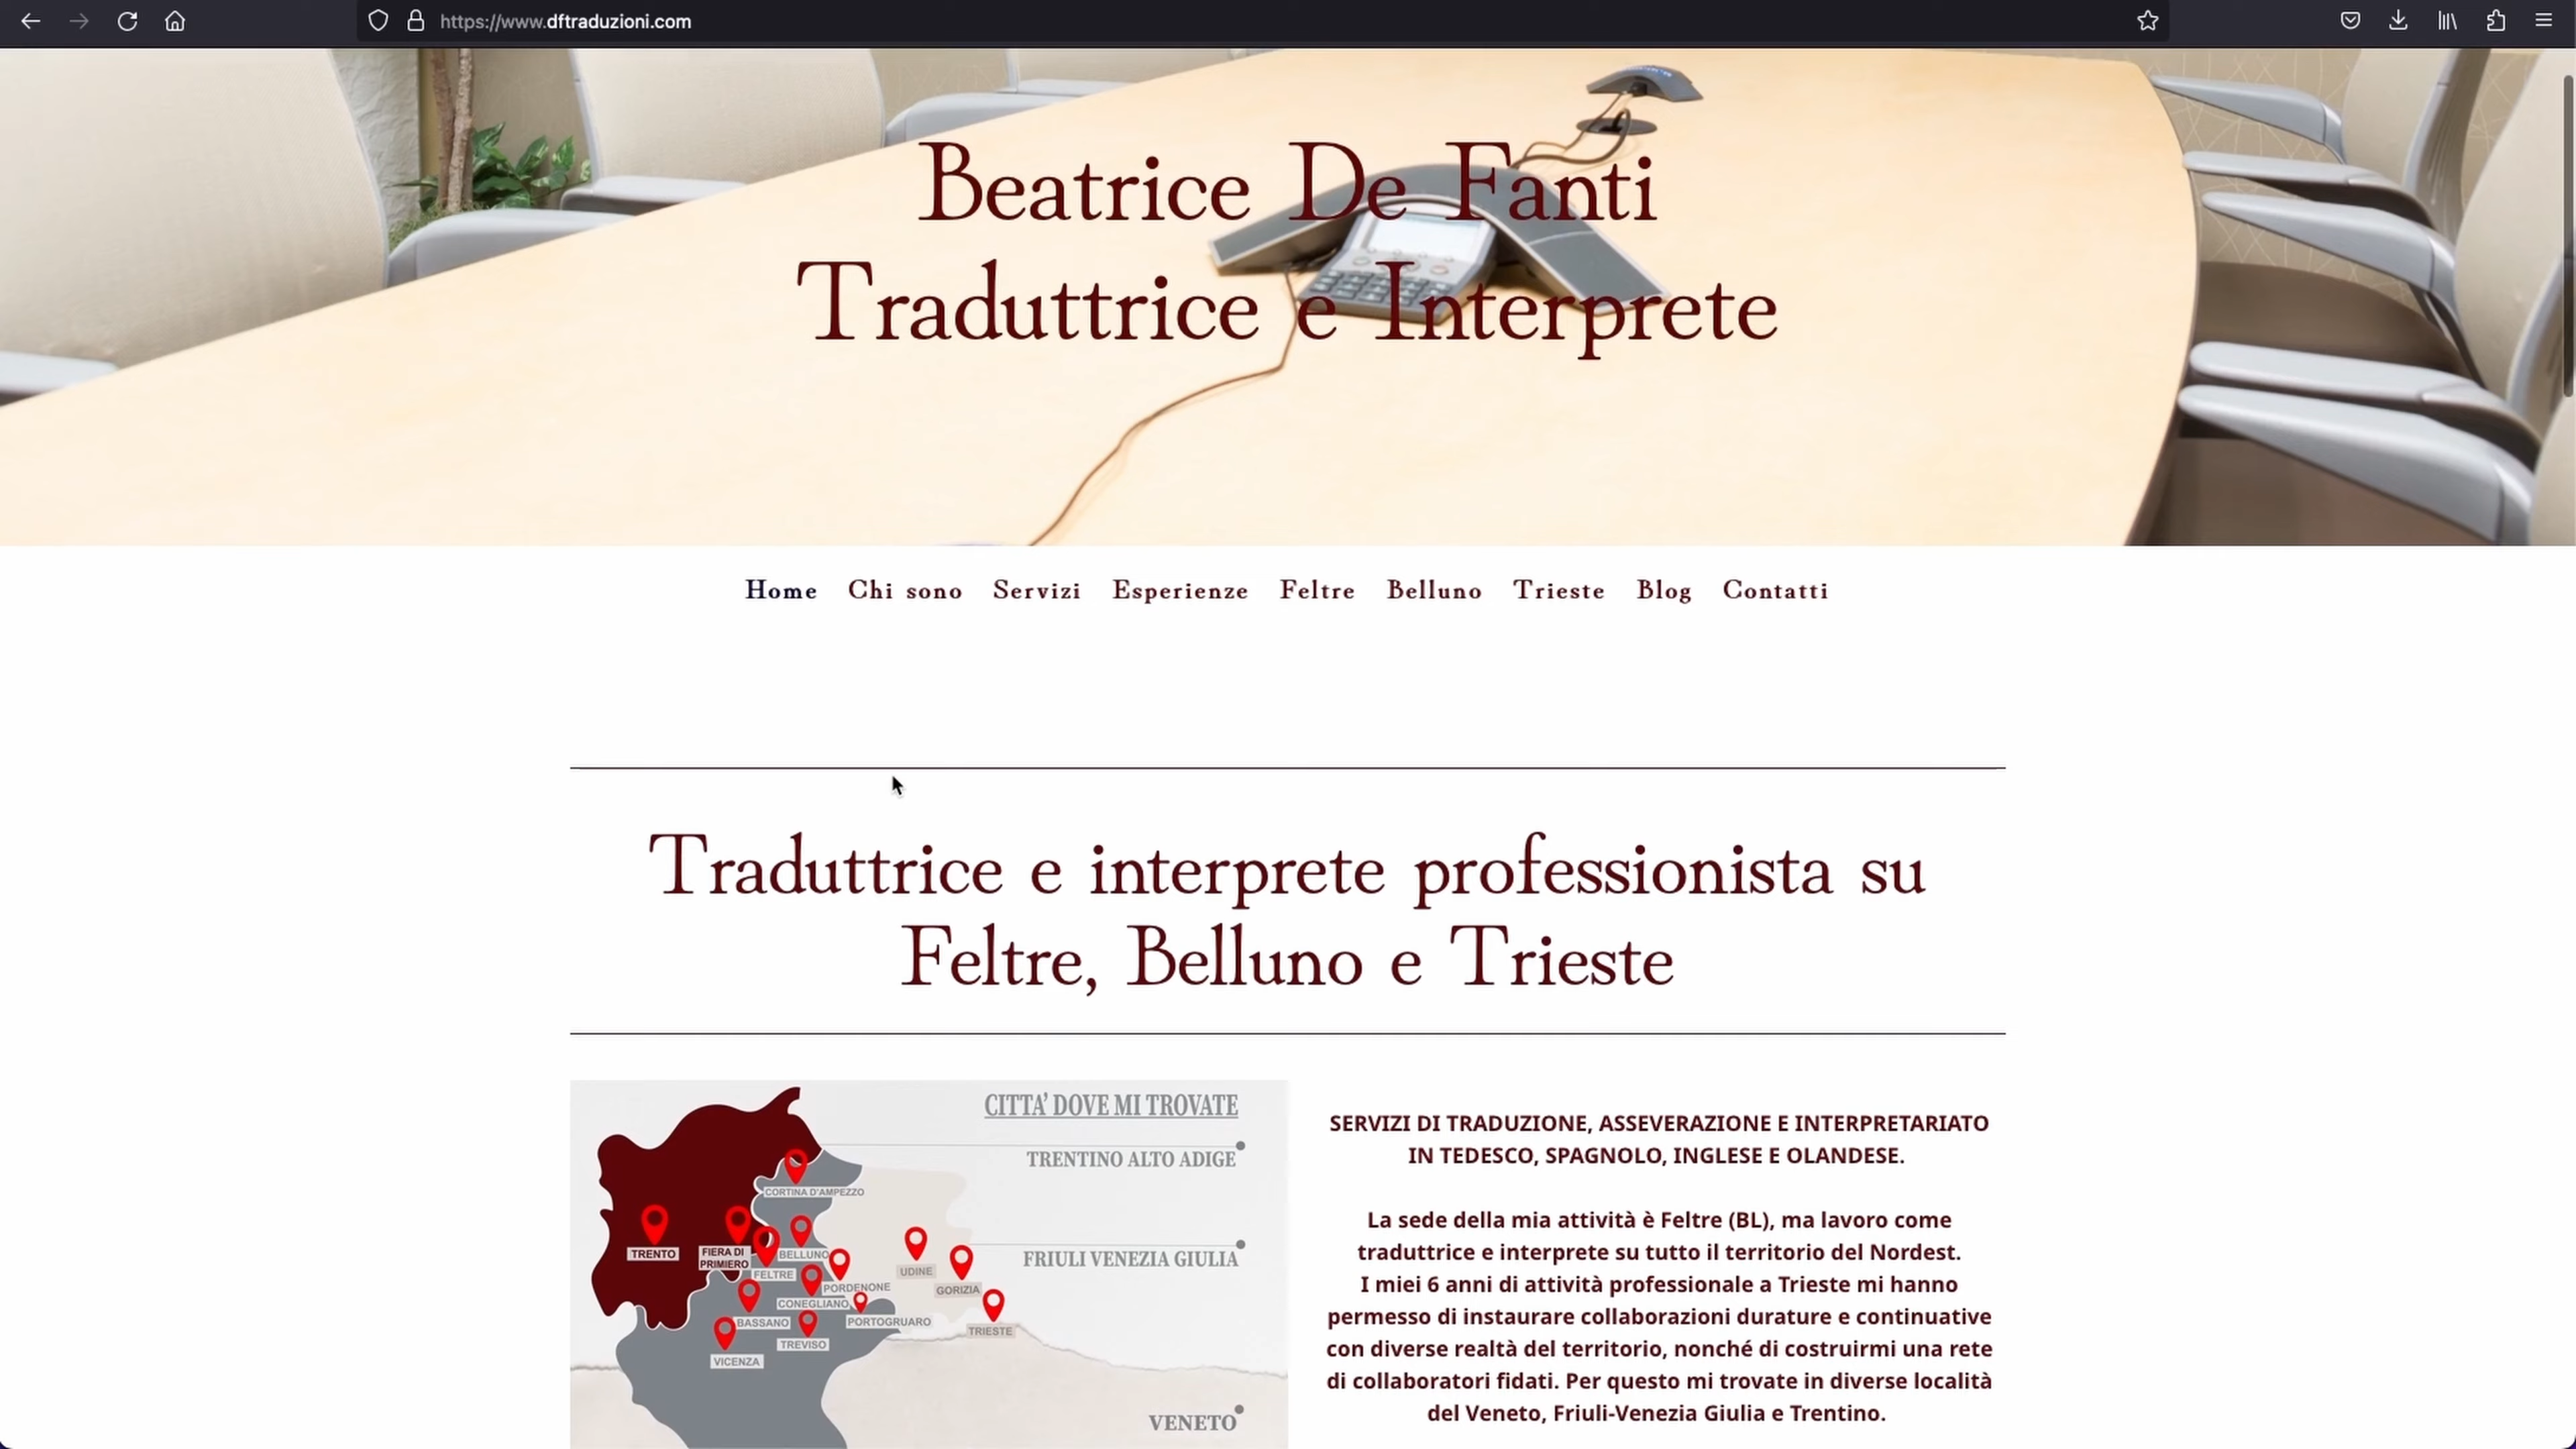 https://www.dftraduzioni.com
Beatrice De Fanti
Traduttrice e Interprete
Home Chi sono Servizi Esperienze Feltre Belluno Trieste Blog Contatti
Traduttrice e interprete professionista su
Feltre, Belluno e Trieste
CITTA' DOVE MI TROVATE
TRENTINO ALTO ADIGE
CORTINA D'AMPEZZO
TRENTO
FIERA DI
PRIMIERO
BELLUNO
FELTRE
FRIULI VENEZIA GIULIA
UDINE
PORDENONE
GORIZIA
CONEGLIANO
BASSANO
PORTOGRUARO
TRIESTE
TREVISO
VICENZA
VENETO
SERVIZI DI TRADUZIONE, ASSEVERAZIONE E INTERPRETARIATO
IN TEDESCO, SPAGNOLO, INGLESE E OLANDESE.
La sede della mia attività è Feltre (BL), ma lavoro come
traduttrice e interprete su tutto il territorio del Nordest.
I miei 6 anni di attività professionale a Trieste mi hanno
permesso di instaurare collaborazioni durature e continuative
con diverse realtà del territorio, nonché di costruirmi una rete
di collaboratori fidati. Per questo mi trovate in diverse località
del Veneto, Friuli-Venezia Giulia e Trentino.